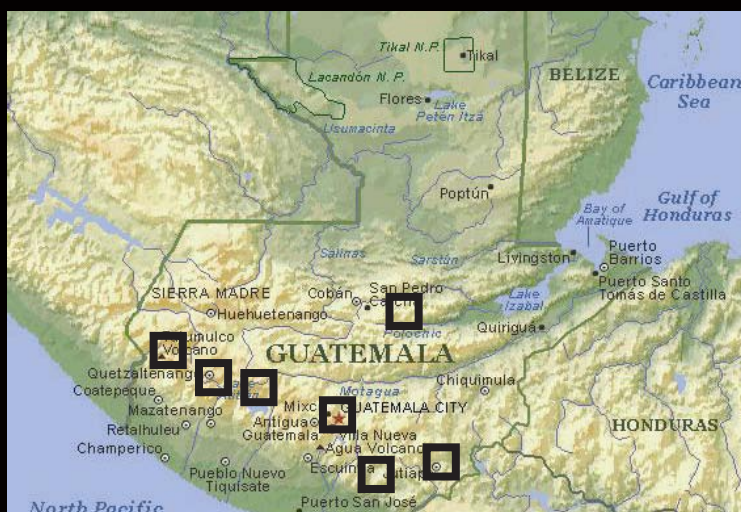 Tikal N.P.
Tikal
BELIZE
Caribbean
Sea
Lacandón N.P.
Flores
Lake
Petén Itzá
Usumacinta
Poptún
Gulf of
Honduras
Bay of
Amatique
Salinas
Sarstún
Livingston
Puerto
Barrios
SIERRA MADRE
Cobán
San Pedro
Lake
Izabal
Puerto Santo
Tomás de Castilla
Huehuetenango
Quiriguá
Volcano
GUATEMALA
Quetzaltenango
Coatepeque
Motagua
Chiquimula
Mazatenango
GUATEMALA CITY
HONDURAS
Retalhuleu
Antigua
Guatemala
Villa Nueva
Champerico
Agua Volcano
Pueblo Nuevo
Tiquisate
Puerto San José
North Pacific